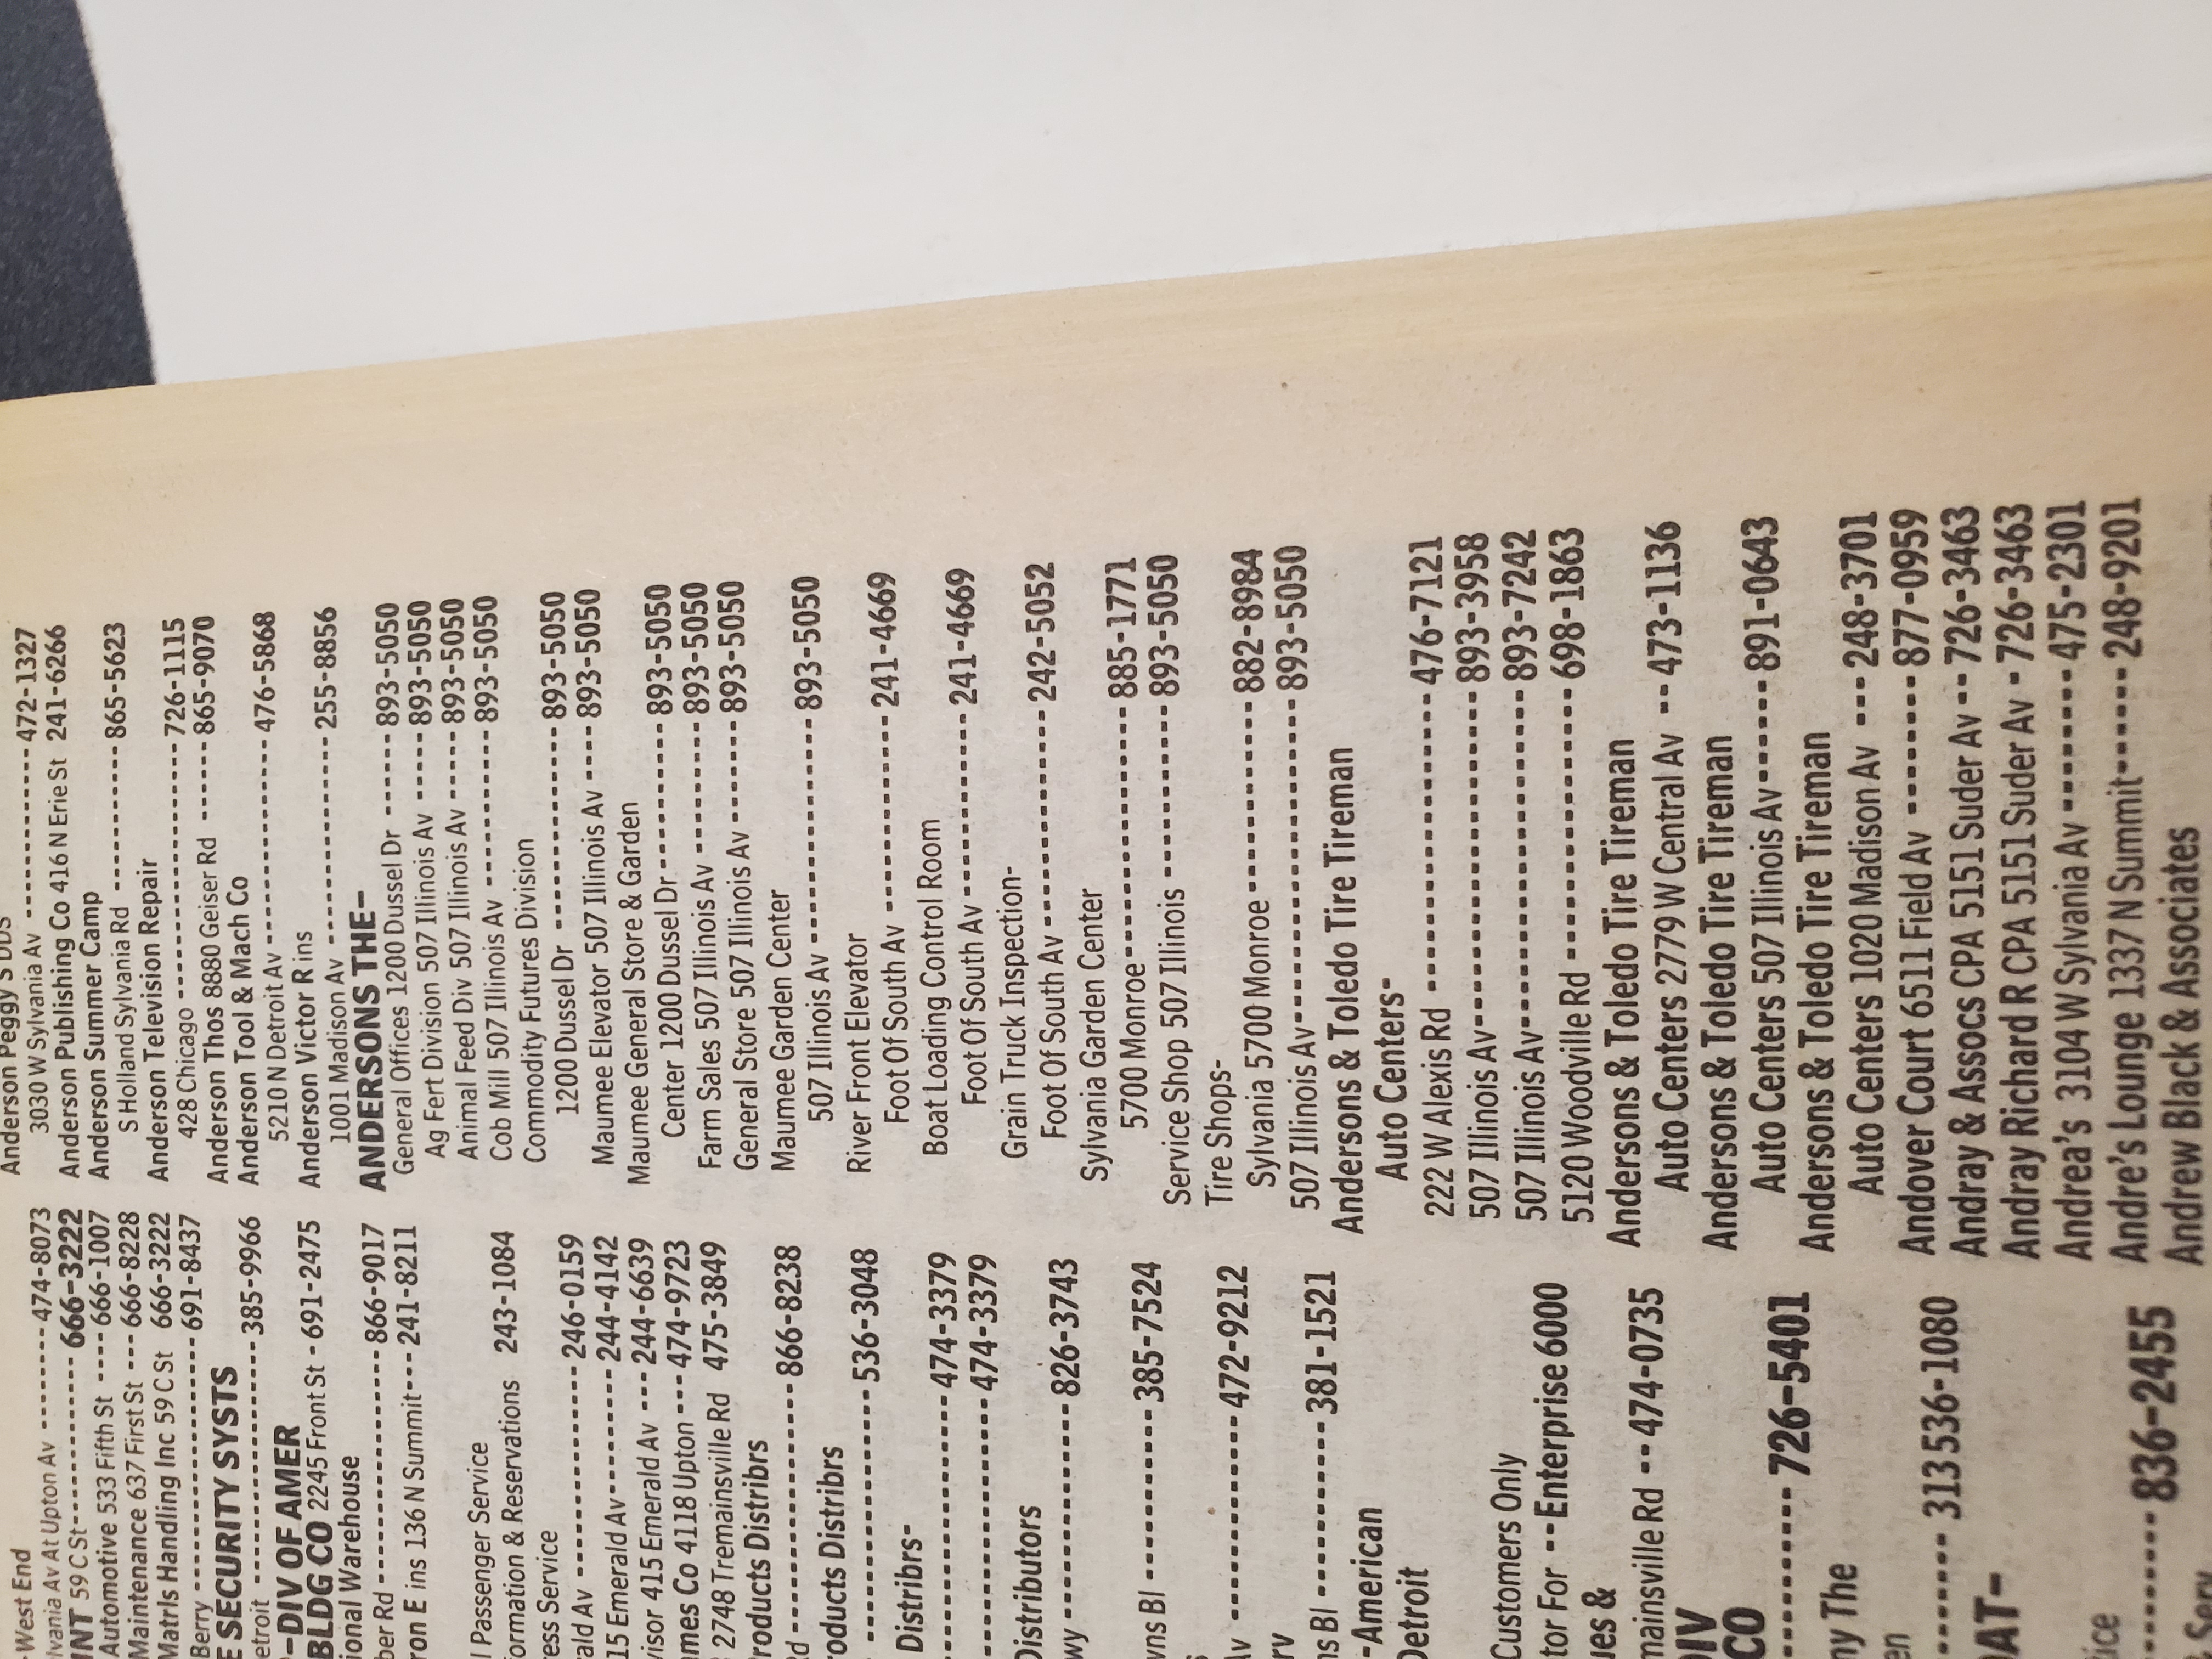 West End
lvania Av At Upton Av --------474-8073
INT 59 C St------------- 666-3222
Automotive 533 Fifth St ----666-1007
Maintenance 637 First St --- 666-8228
Matrls Handling Inc 59 C St 666-3222
Berry --------------------691-8437
E SECURITY SYSTS
etroit -------------------385-9966
-DIV OF AMER
BLDG CO 2245 Front St -691-2475
ional Warehouse
ber Rd -----------------866-9017
ron E ins 136 N Summit---241-8211
l Passenger Service
formation & Reservations 243-1084
ress Service
rald Av ----------------246-0159
15 Emerald Av-----------244-4142
visor 415 Emerald Av ----244-6639
mes Co 4118 Upton ---474-9723
2748 Tremainsville Rd 475-3849
Products Distribrs
d---------------------866-8238
roducts Distribrs
--------------------536-3048
Distribrs-
--------------------474-3379
--------------------474-3379
Distributors
wy -----------------826-3743
wns Bl -------------385-7524
Av ----------------472-9212
rv
ns Bl -------------381-1521
-American
Detroit
Customers Only
tor For --Enterprise 6000
ues &
mainsville Rd --474-0735
DIV
CO
----------- 726-5401
ny The
en
------- 313 536-1080
DAT-
tice
---------836-2455
Anderson Peggy S DDS
3030 W Sylvania Av --------------472-1327
Anderson Publishing Co 416 N Erie St 241-6266
Anderson Summer Camp
S Holland Sylvania Rd ----------865-5623
Anderson Television Repair
428 Chicago --------------------726-1115
Anderson Thos 8880 Geiser Rd ------865-9070
Anderson Tool & Mach Co
5210 N Detroit Av --------------476-5868
Anderson Victor R ins
1001 Madison Av ---------------255-8856
ANDERSONS THE-
General Offices 1200 Dussel Dr ------893-5050
Ag Fert Division 507 Illinois Av -----893-5050
Animal Feed Div 507 Illinois Av -----893-5050
Cob Mill 507 Illinois Av ------------893-5050
Commodity Futures Division
1200 Dussel Dr ----------------893-5050
Maumee Elevator 507 Illinois Av ----893-5050
Maumee General Store & Garden
Center 1200 Dussel Dr-----------893-5050
Farm Sales 507 Illinois Av ---------893-5050
General Store 507 Illinois Av -------893-5050
Maumee Garden Center
507 Illinois Av ----------------893-5050
River Front Elevator
Foot Of South Av -------------241-4669
Boat Loading Control Room
Foot Of South Av-------------241-4669
Grain Truck Inspection-
Foot Of South Av -------------242-5052
Sylvania Garden Center
5700 Monroe-----------------885-1771
Service Shop 507 Illinois ----------893-5050
Tire Shops-
Sylvania 5700 Monroe ------------882-8984
507 Illinois Av-------------------893-5050
Andersons & Toledo Tire Tireman
Auto Centers-
222 W Alexis Rd ----------------476-7121
507 Illinois Av------------------893-3958
507 Illinois Av------------------893-7242
5120 Woodville Rd --------------698-1863
Andersons & Toledo Tire Tireman
Auto Centers 2779 W Central Av ---473-1136
Andersons & Toledo Tire Tireman
Auto Centers 507 Illinois Av------891-0643
Andersons & Toledo Tire Tireman
Auto Centers 1020 Madison Av ----248-3701
Andover Court 6511 Field Av --------877-0959
Andray & Assocs CPA 5151 Suder Av --726-3463
Andray Richard R CPA 5151 Suder Av -726-3463
Andrea's 3104 W Sylvania Av --------475-2301
Andre's Lounge 1337 N Summit------248-9201
Andrew Black & Associates